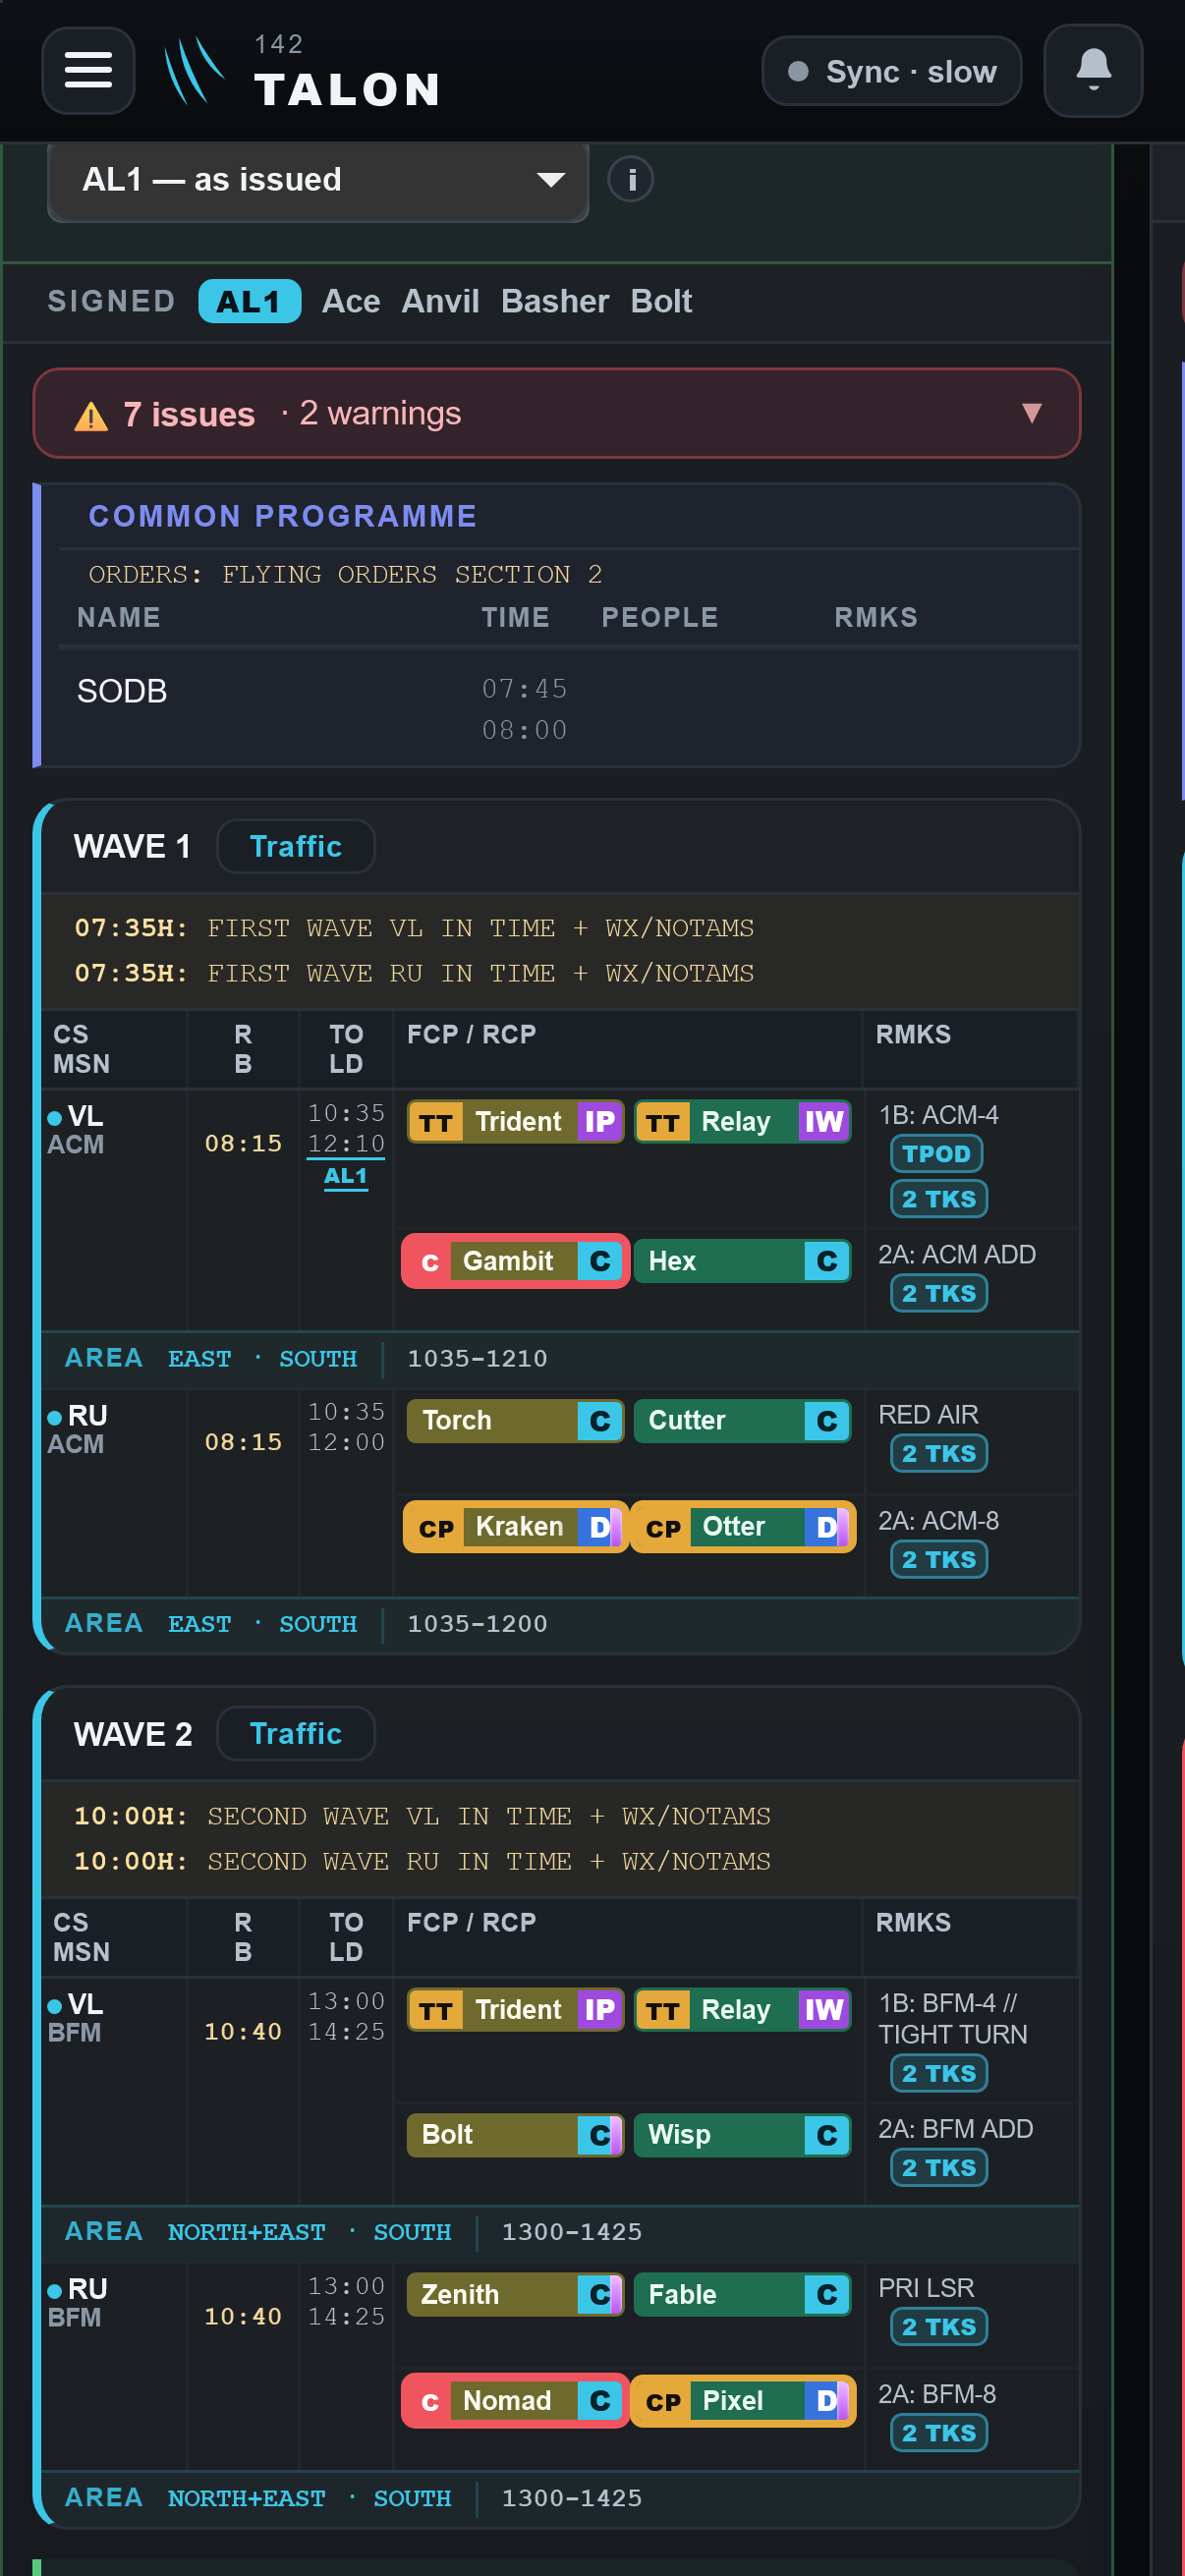 142
TALON
Sync · slow
AL1 — as issued
i
SIGNED AL1 Ace Anvil Basher Bolt
7 issues · 2 warnings ▼
COMMON PROGRAMME
ORDERS: FLYING ORDERS SECTION 2
NAME TIME PEOPLE RMKS
SODB 07:45
08:00
WAVE 1 Traffic
07:35H: FIRST WAVE VL IN TIME + WX/NOTAMS
07:35H: FIRST WAVE RU IN TIME + WX/NOTAMS
CS R TO FCP / RCP RMKS
MSN B LD
VL 10:35 TT Trident IP TT Relay IW 1B: ACM-4
ACM 08:15 12:10 TPOD
AL1 2 TKS
C Gambit C Hex C 2A: ACM ADD
2 TKS
AREA EAST · SOUTH 1035–1210
RU 10:35 Torch C Cutter C RED AIR
ACM 08:15 12:00 2 TKS
CP Kraken D CP Otter D 2A: ACM-8
2 TKS
AREA EAST · SOUTH 1035–1200
WAVE 2 Traffic
10:00H: SECOND WAVE VL IN TIME + WX/NOTAMS
10:00H: SECOND WAVE RU IN TIME + WX/NOTAMS
CS R TO FCP / RCP RMKS
MSN B LD
VL 13:00 TT Trident IP TT Relay IW 1B: BFM-4 //
BFM 10:40 14:25 TIGHT TURN
2 TKS
Bolt C Wisp C 2A: BFM ADD
2 TKS
AREA NORTH+EAST · SOUTH 1300–1425
RU 13:00 Zenith C Fable C PRI LSR
BFM 10:40 14:25 2 TKS
C Nomad C CP Pixel D 2A: BFM-8
2 TKS
AREA NORTH+EAST · SOUTH 1300–1425